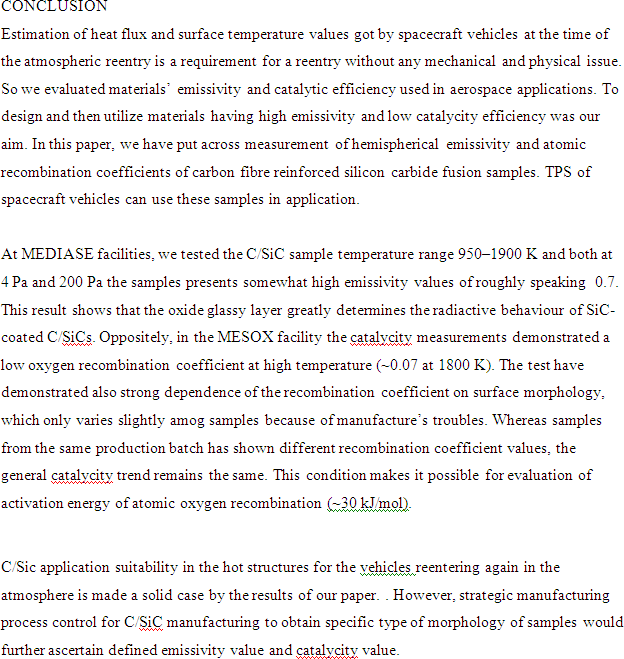 CONCLUSION
Estimation of heat flux and surface temperature values got by spacecraft vehicles at the time of
the atmospheric reentry is a requirement for a reentry without any mechanical and physical issue.
So we evaluated materials’ emissivity and catalytic efficiency used in aerospace applications. To
design and then utilize materials having high emissivity and low catalycity efficiency was our
aim. In this paper, we have put across measurement of hemispherical emissivity and atomic
recombination coefficients of carbon fibre reinforced silicon carbide fusion samples. TPS of
spacecraft vehicles can use these samples in application.
At MEDIASE facilities, we tested the C/SiC sample temperature range 950–1900 K and both at
4 Pa and 200 Pa the samples presents somewhat high emissivity values of roughly speaking 0.7.
This result shows that the oxide glassy layer greatly determines the radiactive behaviour of SiC-
coated C/SiCs. Oppositely, in the MESOX facility the catalycity measurements demonstrated a
low oxygen recombination coefficient at high temperature (~0.07 at 1800 K). The test have
demonstrated also strong dependence of the recombination coefficient on surface morphology,
which only varies slightly amog samples because of manufacture’s troubles. Whereas samples
from the same production batch has shown different recombination coefficient values, the
general catalycity trend remains the same. This condition makes it possible for evaluation of
activation energy of atomic oxygen recombination (~30 kJ/mol).
C/Sic application suitability in the hot structures for the vehicles reentering again in the
atmosphere is made a solid case by the results of our paper. . However, strategic manufacturing
process control for C/SiC manufacturing to obtain specific type of morphology of samples would
further ascertain defined emissivity value and catalycity value.